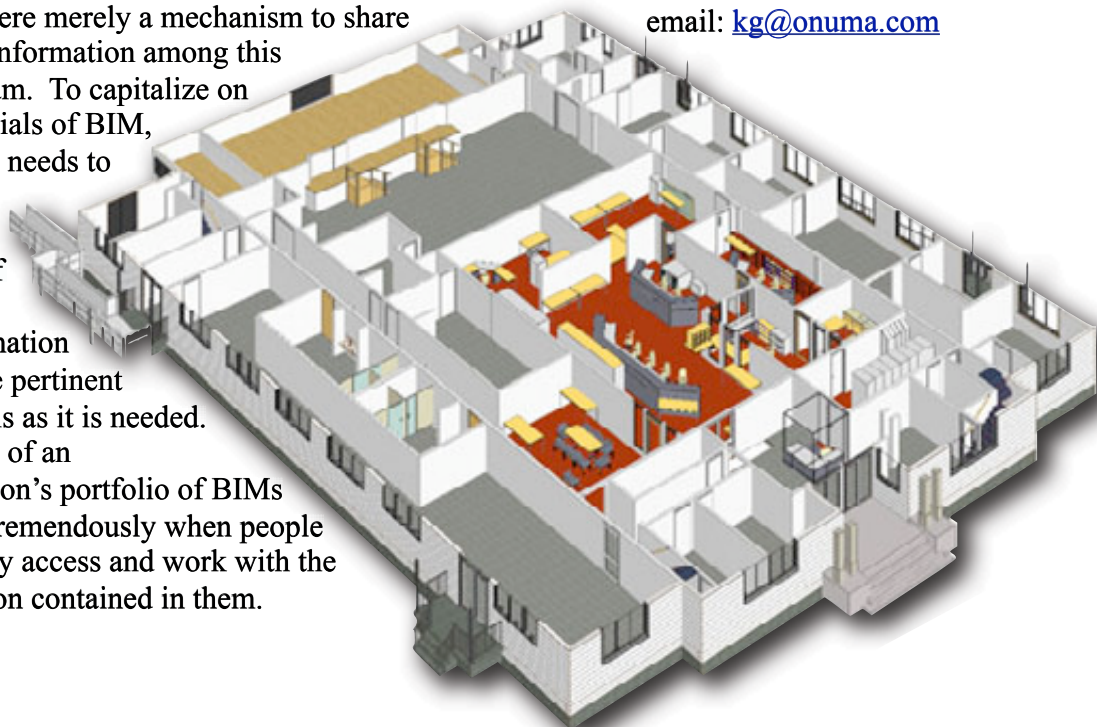 ere merely a mechanism to share
nformation among this
am. To capitalize on
ials of BIM,
needs to
f
nation
e pertinent
ns as it is needed.
of an
on's portfolio of BIMs
remendously when people
y access and work with the
on contained in them.
email: kg@onuma.com